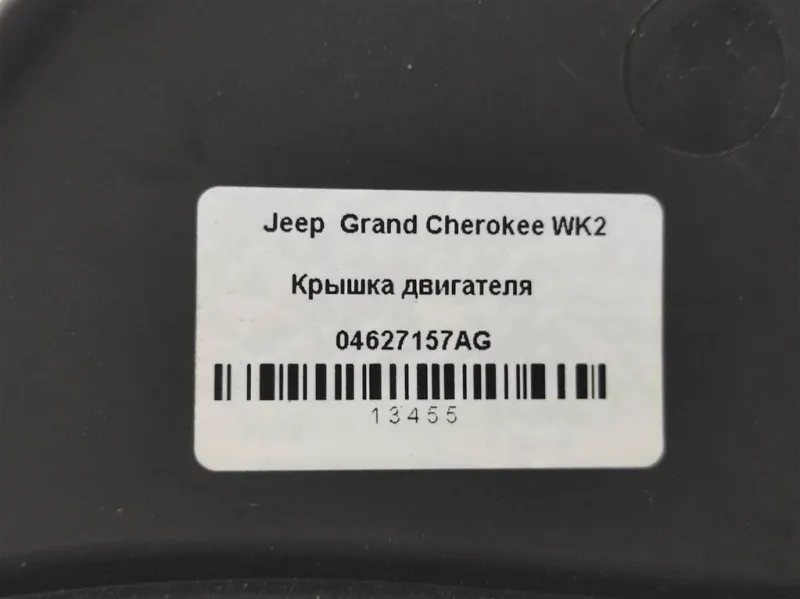 Jeep Grand Cherokee WK2
Крышка двигателя
04627157AG
13455